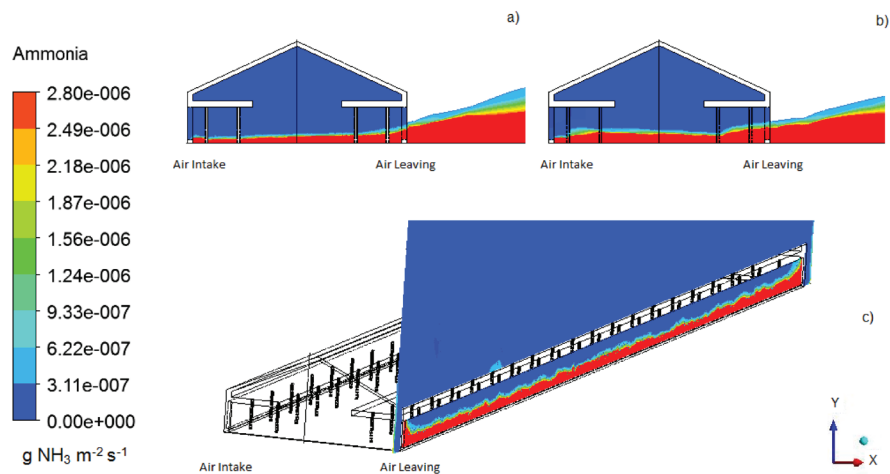 a)
b)
Ammonia
2.80e-006
2.49e-006
2.18e-006
1.87e-006
1.56e-006
1.24e-006
9.33e-007
6.22e-007
3.11e-007
0.00e+000
g NH₃ m⁻² s⁻¹
Air Intake
Air Leaving
Air Intake
Air Leaving
c)
Air Intake
Air Leaving
Y
X